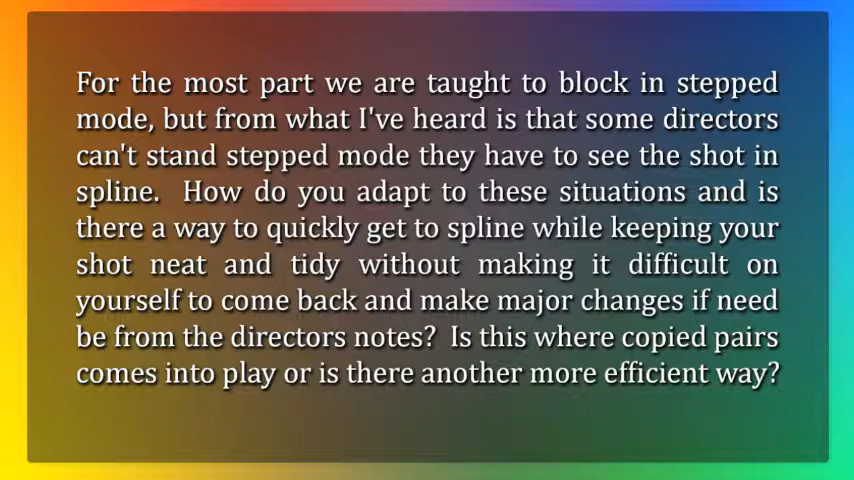 For the most part we are taught to block in stepped
mode, but from what I've heard is that some directors
can't stand stepped mode they have to see the shot in
spline.  How do you adapt to these situations and is
there a way to quickly get to spline while keeping your
shot neat and tidy without making it difficult on
yourself to come back and make major changes if need
be from the directors notes?  Is this where copied pairs
comes into play or is there another more efficient way?